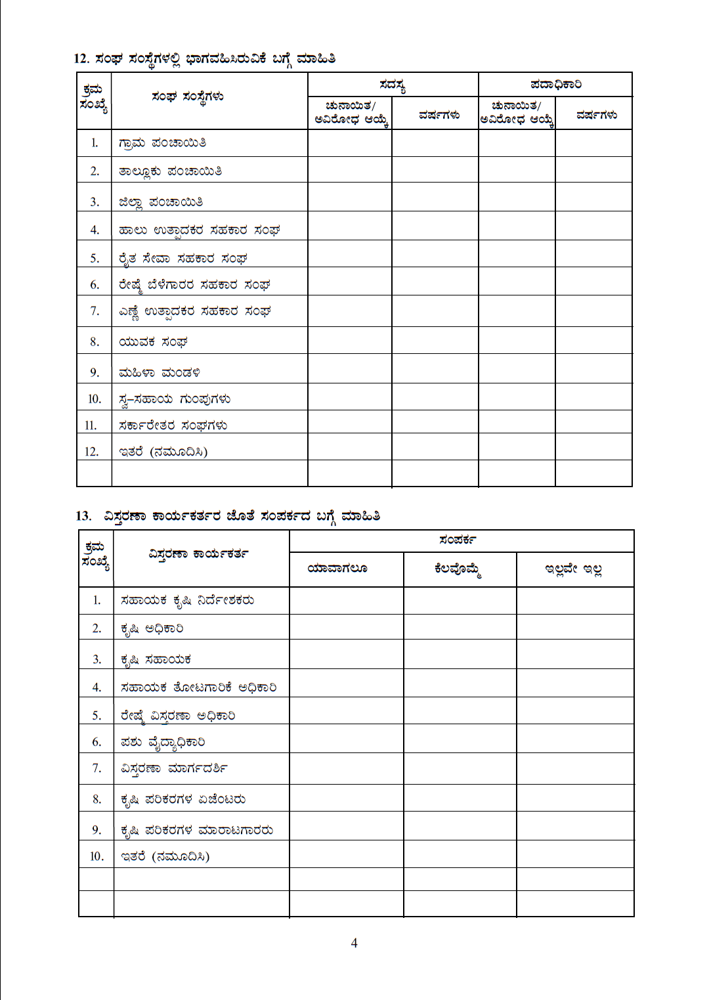 12. ಸಂಘ ಸಂಸ್ಥೆಗಳಲ್ಲಿ ಭಾಗವಹಿಸಿರುವಿಕೆ ಬಗ್ಗೆ ಮಾಹಿತಿ
ಕ್ರಮ ಸಂಖ್ಯೆ ಸಂಘ ಸಂಸ್ಥೆಗಳು ಸದಸ್ಯ ಪದಾಧಿಕಾರಿ
ಚುನಾಯಿತ/ ಅವಿರೋಧ ಆಯ್ಕೆ ವರ್ಷಗಳು ಚುನಾಯಿತ/ ಅವಿರೋಧ ಆಯ್ಕೆ ವರ್ಷಗಳು
1. ಗ್ರಾಮ ಪಂಚಾಯಿತಿ
2. ತಾಲ್ಲೂಕು ಪಂಚಾಯಿತಿ
3. ಜಿಲ್ಲಾ ಪಂಚಾಯಿತಿ
4. ಹಾಲು ಉತ್ಪಾದಕರ ಸಹಕಾರ ಸಂಘ
5. ರೈತ ಸೇವಾ ಸಹಕಾರ ಸಂಘ
6. ರೇಷ್ಮೆ ಬೆಳೆಗಾರರ ಸಹಕಾರ ಸಂಘ
7. ಎಣ್ಣೆ ಉತ್ಪಾದಕರ ಸಹಕಾರ ಸಂಘ
8. ಯುವಕ ಸಂಘ
9. ಮಹಿಳಾ ಮಂಡಳಿ
10. ಸ್ವ–ಸಹಾಯ ಗುಂಪುಗಳು
11. ಸರ್ಕಾರೇತರ ಸಂಘಗಳು
12. ಇತರೆ (ನಮೂದಿಸಿ)
13. ವಿಸ್ತರಣಾ ಕಾರ್ಯಕರ್ತರ ಜೊತೆ ಸಂಪರ್ಕದ ಬಗ್ಗೆ ಮಾಹಿತಿ
ಕ್ರಮ ಸಂಖ್ಯೆ ವಿಸ್ತರಣಾ ಕಾರ್ಯಕರ್ತ ಸಂಪರ್ಕ
ಯಾವಾಗಲೂ ಕೆಲವೊಮ್ಮೆ ಇಲ್ಲವೇ ಇಲ್ಲ
1. ಸಹಾಯಕ ಕೃಷಿ ನಿರ್ದೇಶಕರು
2. ಕೃಷಿ ಅಧಿಕಾರಿ
3. ಕೃಷಿ ಸಹಾಯಕ
4. ಸಹಾಯಕ ತೋಟಗಾರಿಕೆ ಅಧಿಕಾರಿ
5. ರೇಷ್ಮೆ ವಿಸ್ತರಣಾ ಅಧಿಕಾರಿ
6. ಪಶು ವೈದ್ಯಾಧಿಕಾರಿ
7. ವಿಸ್ತರಣಾ ಮಾರ್ಗದರ್ಶಿ
8. ಕೃಷಿ ಪರಿಕರಗಳ ಏಜೆಂಟರು
9. ಕೃಷಿ ಪರಿಕರಗಳ ಮಾರಾಟಗಾರರು
10. ಇತರೆ (ನಮೂದಿಸಿ)
4